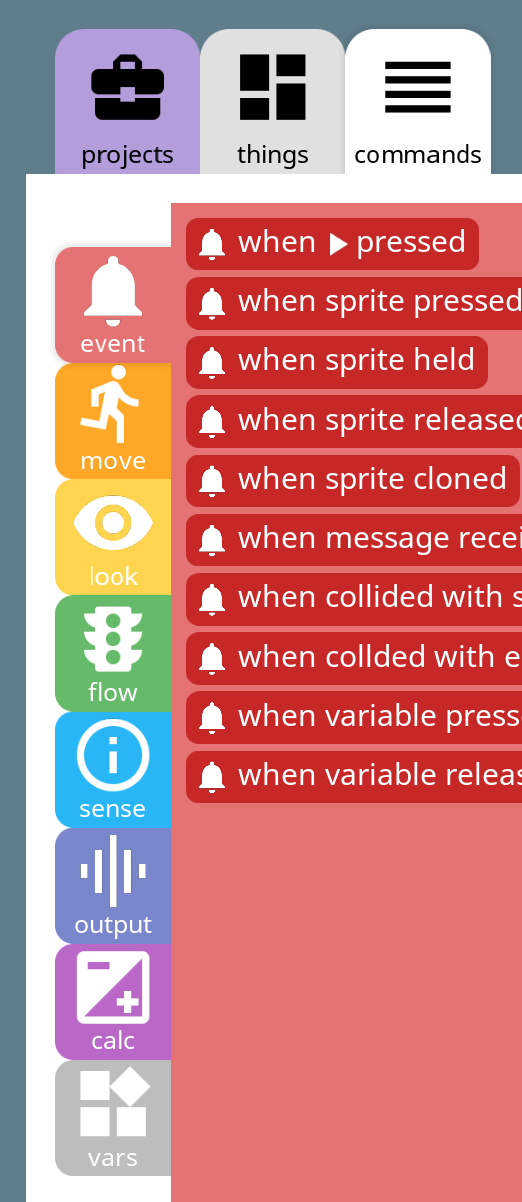 projects
things
commands
event
move
look
flow
sense
output
calc
vars
when ▶ pressed
when sprite pressed
when sprite held
when sprite released
when sprite cloned
when message recei
when collided with s
when collded with e
when variable press
when variable releas